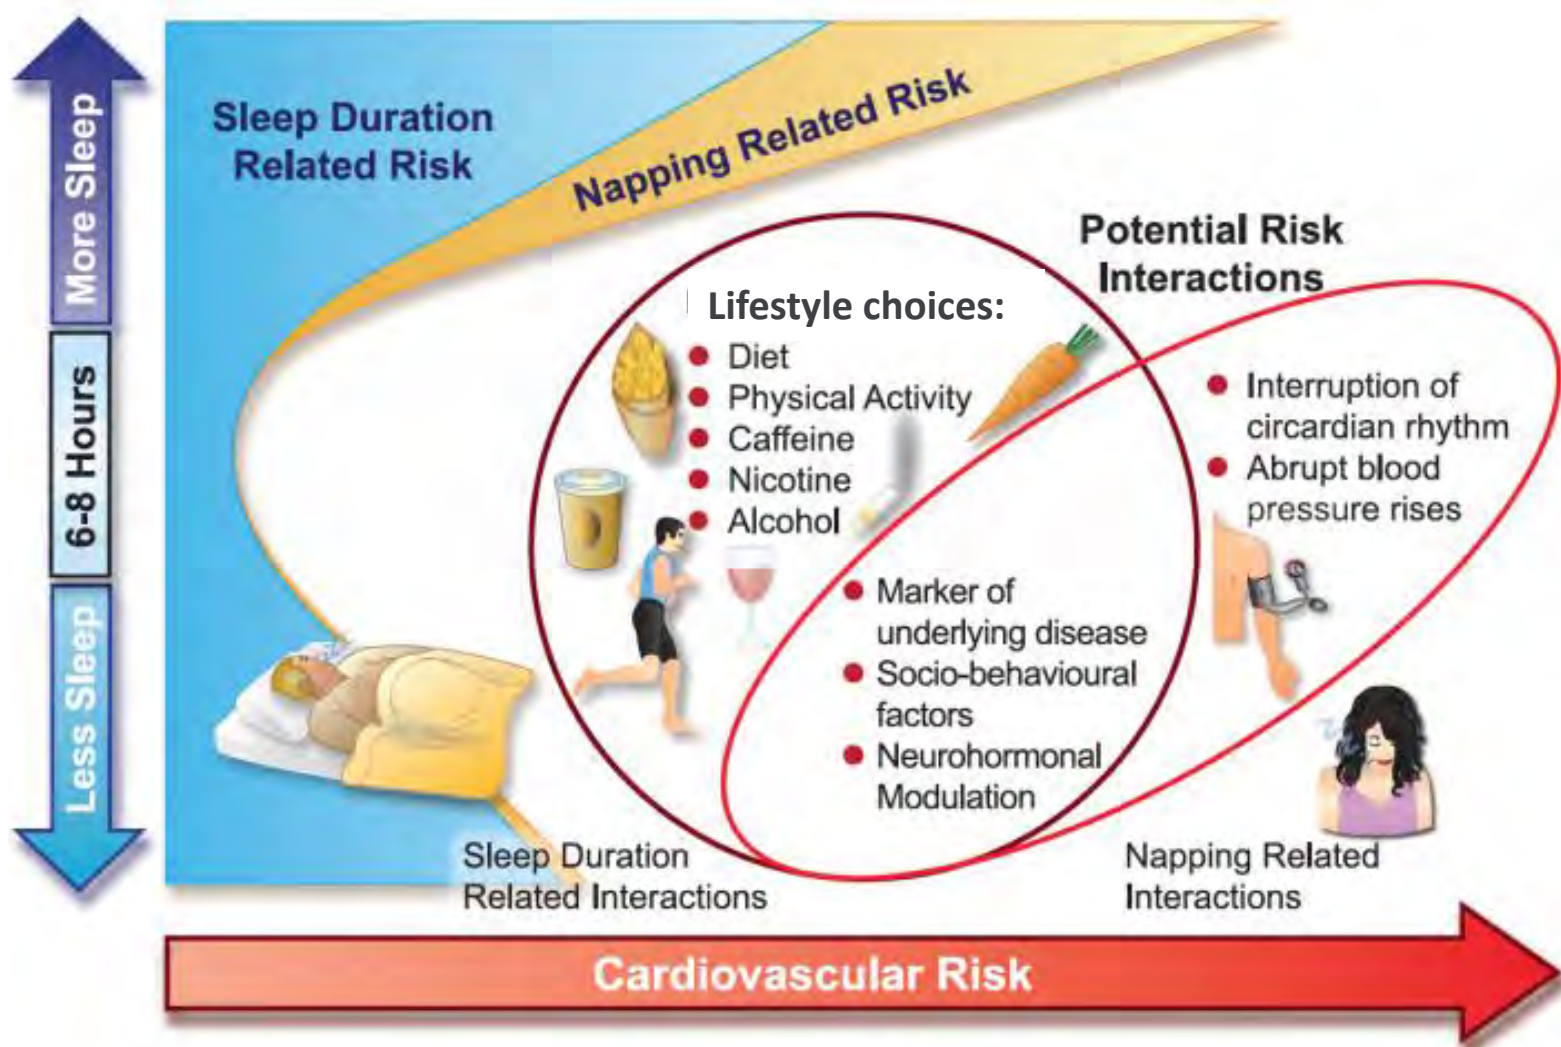 More Sleep
6-8 Hours
Less Sleep
Sleep Duration
Related Risk
Napping Related Risk
Potential Risk
Interactions
Lifestyle choices:
Diet
Physical Activity
Caffeine
Nicotine
Alcohol
Interruption of
circardian rhythm
Abrupt blood
pressure rises
Marker of
underlying disease
Socio-behavioural
factors
Neurohormonal
Modulation
Sleep Duration
Related Interactions
Napping Related
Interactions
Cardiovascular Risk